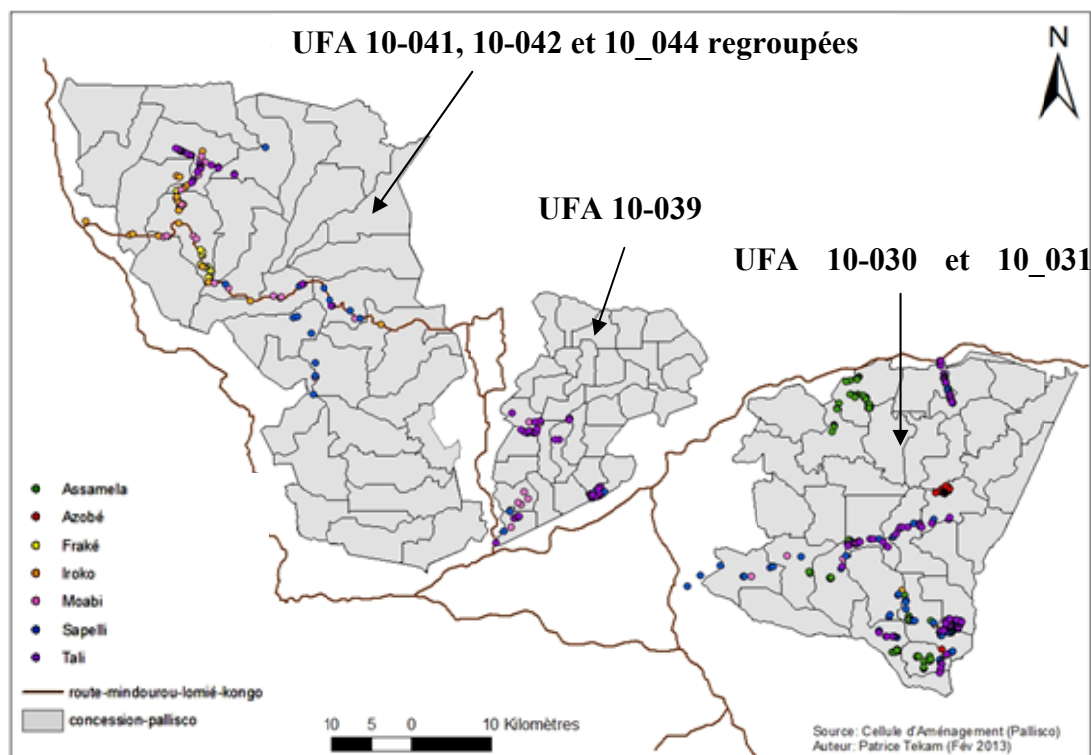 UFA 10-041, 10-042 et 10_044 regroupées
N
UFA 10-039
UFA 10-030 et 10_031
Assamela
Azobé
Fraké
Iroko
Moabi
Sapelli
Tali
route-mindourou-lomié-kongo
concession-pallisco
10 5 0 10 Kilomètres
Source: Cellule d'Aménagement (Pallisco)
Auteur: Patrice Tekam (Fév 2013)